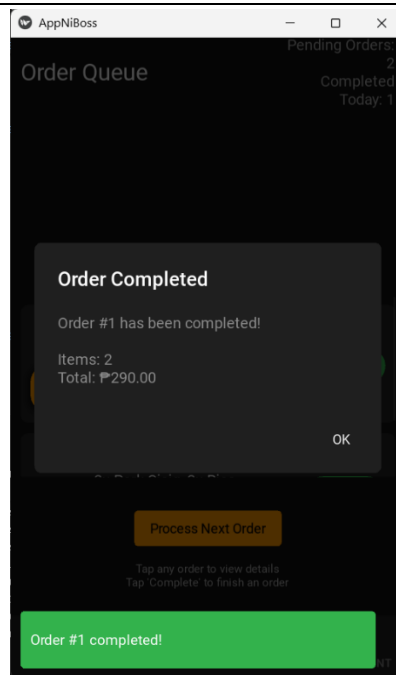 AppNiBoss
Pending Orders:
Order Queue
2
Completed
Today: 1
Order Completed
Order #1 has been completed!
Items: 2
Total: ₱290.00
OK
Process Next Order
Tap any order to view details
Tap 'Complete' to finish an order
Order #1 completed!
NT